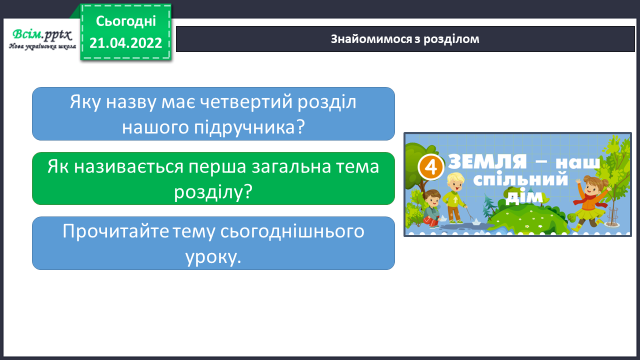 Всім.pptx
Нова українська школа
Сьогодні
21.04.2022
Знайомимося з розділом
Яку назву має четвертий розділ
нашого підручника?
Як називається перша загальна тема
розділу?
Прочитайте тему сьогоднішнього
уроку.
4 ЗЕМЛЯ – наш
спільний
дім